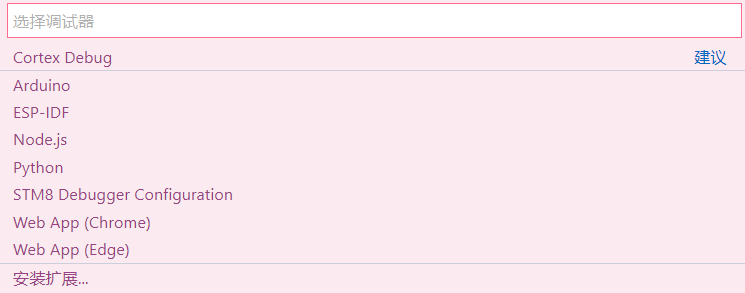 选择调试器
Cortex Debug 建议
Arduino
ESP-IDF
Node.js
Python
STM8 Debugger Configuration
Web App (Chrome)
Web App (Edge)
安装扩展...